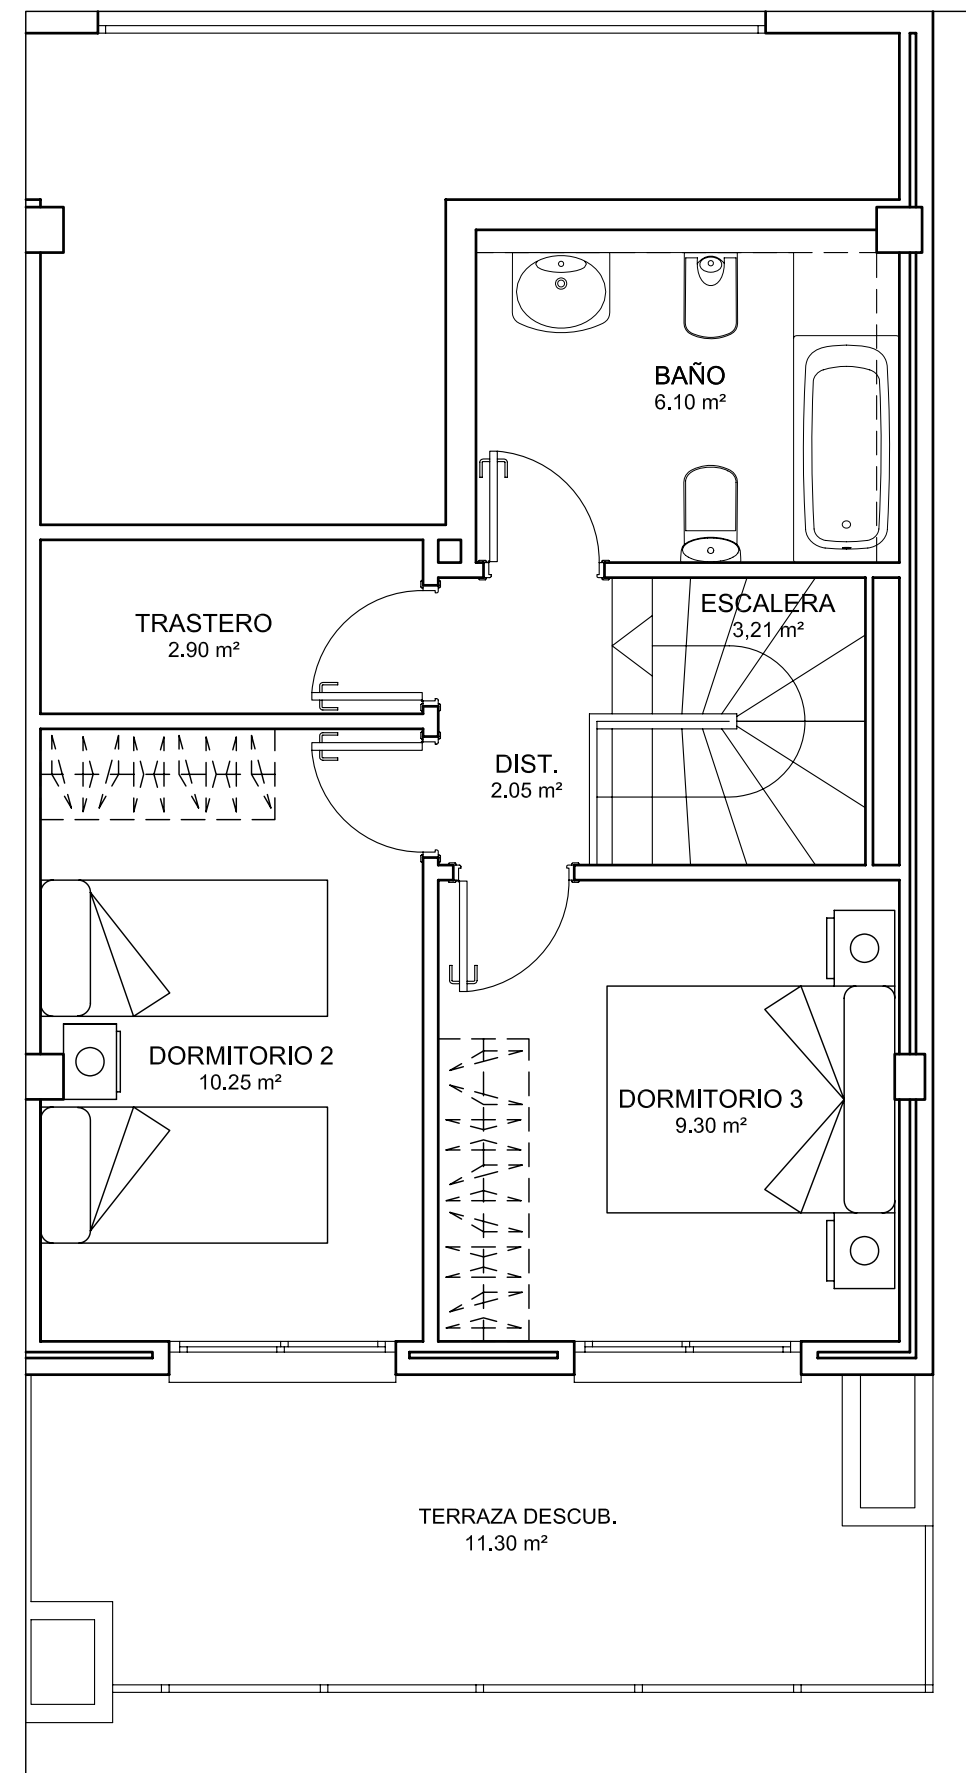 BAÑO
6.10 m²
ESCALERA
3,21 m²
TRASTERO
2.90 m²
DIST.
2.05 m²
DORMITORIO 2
10.25 m²
DORMITORIO 3
9.30 m²
TERRAZA DESCUB.
11.30 m²